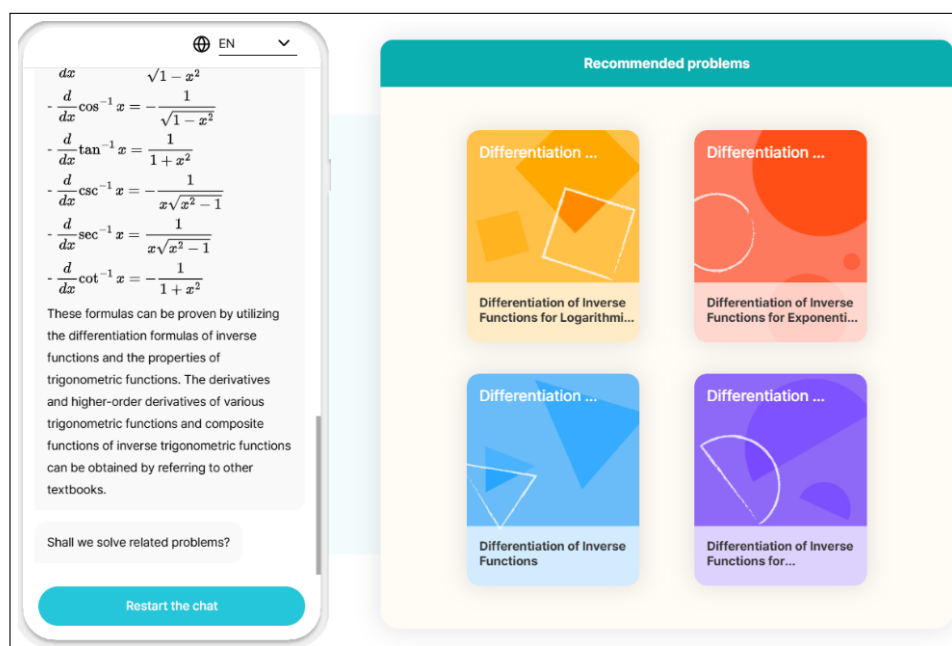 EN
dx √1 − x²
- d/dx cos⁻¹ x = − 1/√1 − x²
- d/dx tan⁻¹ x = 1/1 + x²
- d/dx csc⁻¹ x = − 1/x√x² − 1
- d/dx sec⁻¹ x = 1/x√x² − 1
- d/dx cot⁻¹ x = − 1/1 + x²
These formulas can be proven by utilizing
the differentiation formulas of inverse
functions and the properties of
trigonometric functions. The derivatives
and higher-order derivatives of various
trigonometric functions and composite
functions of inverse trigonometric functions
can be obtained by referring to other
textbooks.
Shall we solve related problems?
Restart the chat
Recommended problems
Differentiation ...
Differentiation of Inverse
Functions for Logarithmi...
Differentiation ...
Differentiation of Inverse
Functions for Exponenti...
Differentiation ...
Differentiation of Inverse
Functions
Differentiation ...
Differentiation of Inverse
Functions for...